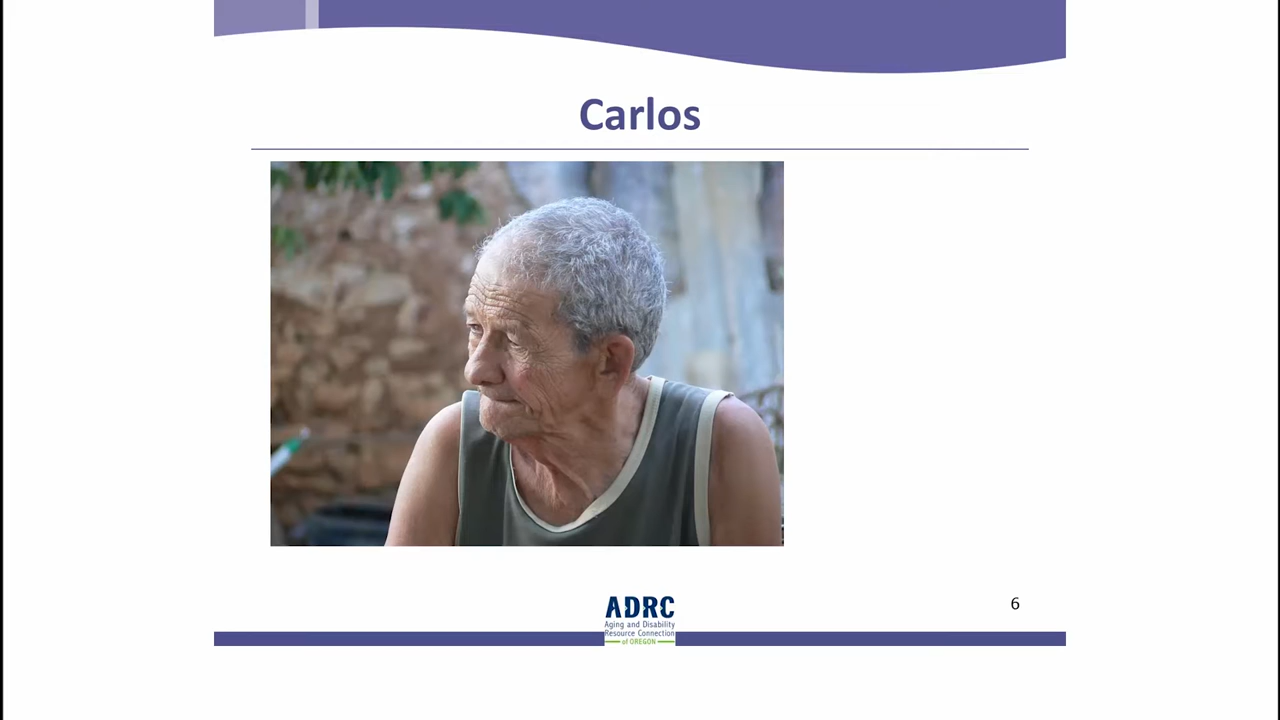 Carlos
6
ADRC
Aging and Disability
Resource Connection
of OREGON